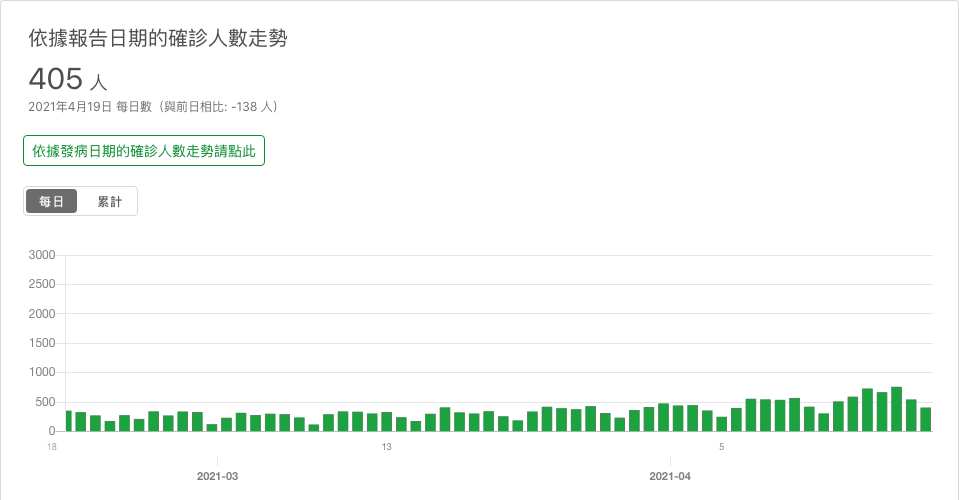 依據報告日期的確診人數走勢
405 人
2021年4月19日 每日數（與前日相比: -138 人）
依據發病日期的確診人數走勢請點此
每日 累計
3000
2500
2000
1500
1000
500
0
18 13 5
2021-03 2021-04